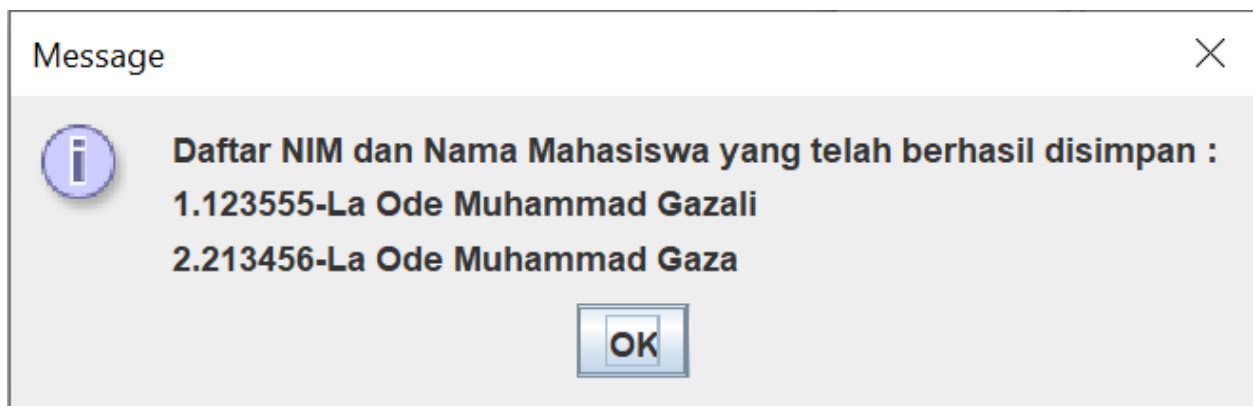 Message
Daftar NIM dan Nama Mahasiswa yang telah berhasil disimpan :
1.123555-La Ode Muhammad Gazali
2.213456-La Ode Muhammad Gaza
OK